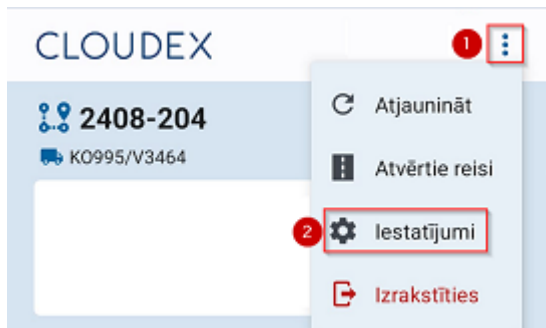 CLOUDEX
1
2408-204
KO995/V3464
Atjaunināt
Atvērtie reisi
2
Iestatījumi
Izrakstīties